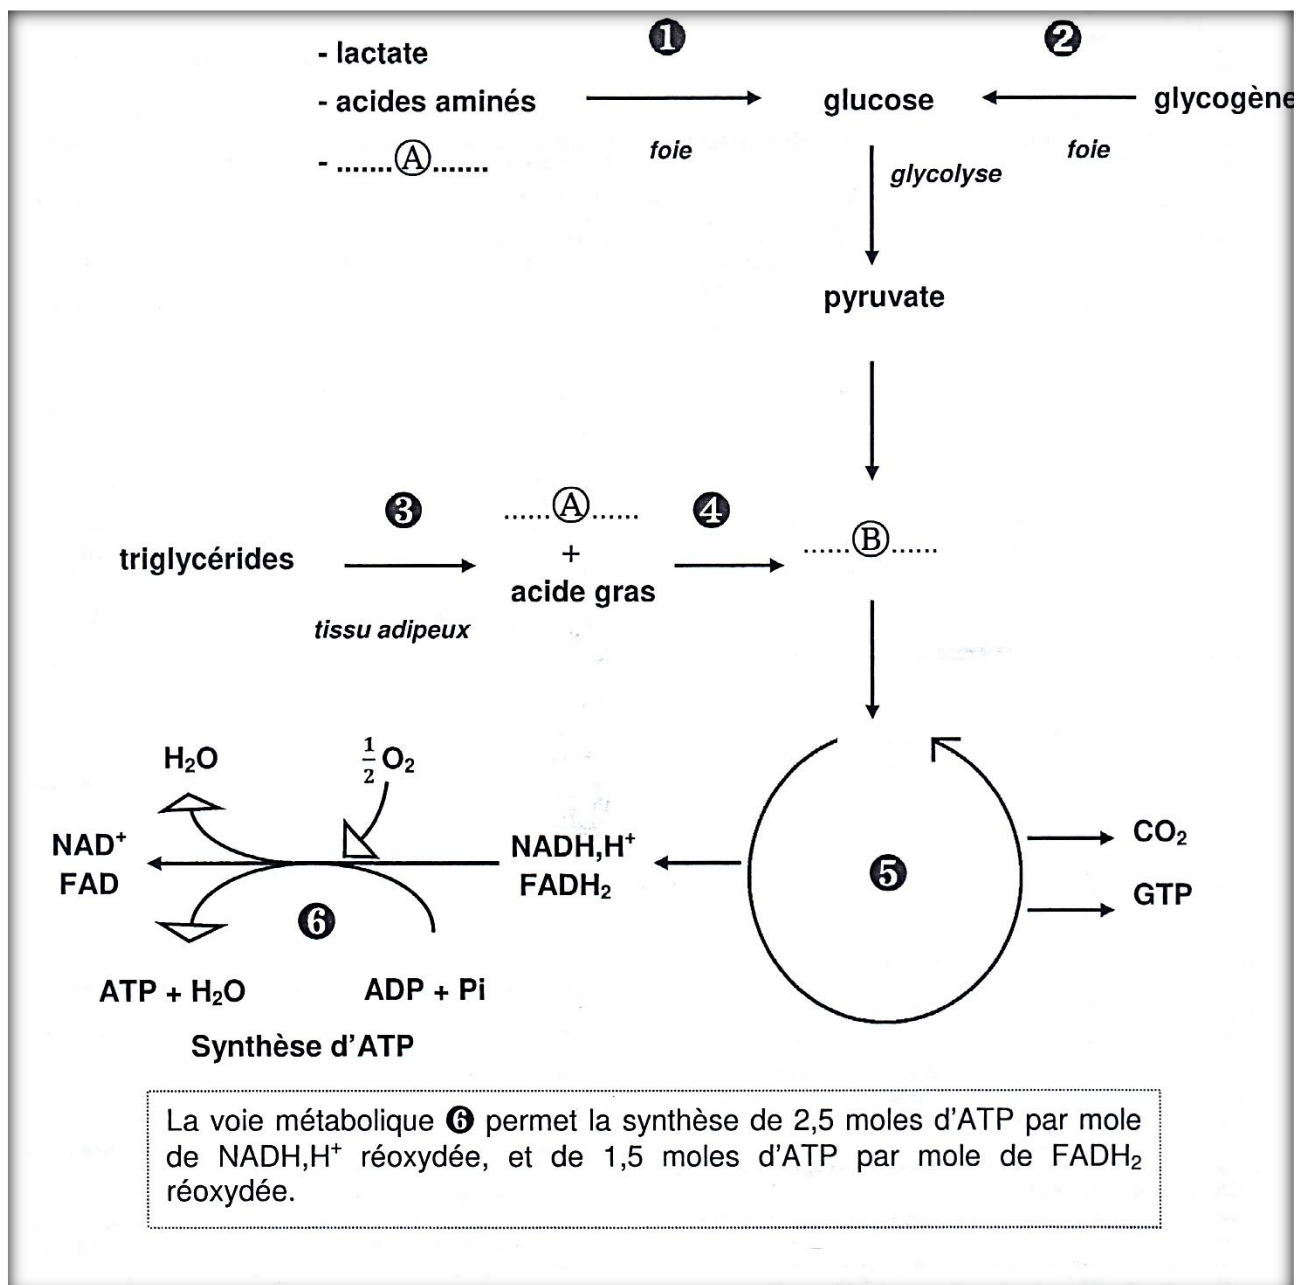 ❶
❷
- lactate
- acides aminés
glucose
glycogène
- .......Ⓐ.......
foie
foie
glycolyse
pyruvate
❸
......Ⓐ......
❹
......Ⓑ......
triglycérides
+
acide gras
tissu adipeux
H₂O
½ O₂
NAD⁺
FAD
NADH,H⁺
FADH₂
❺
CO₂
GTP
❻
ATP + H₂O
ADP + Pi
Synthèse d'ATP
La voie métabolique ❻ permet la synthèse de 2,5 moles d'ATP par mole
de NADH,H⁺ réoxydée, et de 1,5 moles d'ATP par mole de FADH₂
réoxydée.